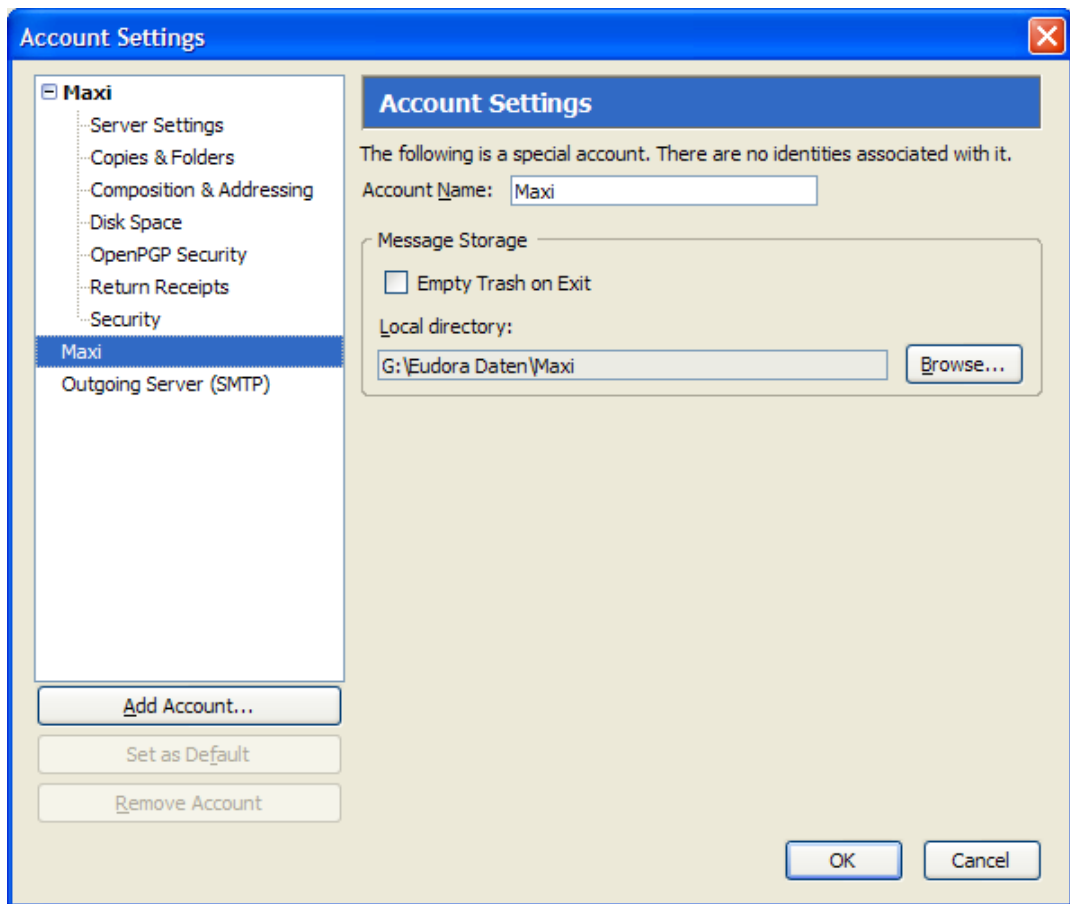 Account Settings
Maxi
Server Settings
Copies & Folders
Composition & Addressing
Disk Space
OpenPGP Security
Return Receipts
Security
Maxi
Outgoing Server (SMTP)
Add Account...
Set as Default
Remove Account
Account Settings
The following is a special account. There are no identities associated with it.
Account Name: Maxi
Message Storage
Empty Trash on Exit
Local directory:
G:\Eudora Daten\Maxi Browse...
OK Cancel